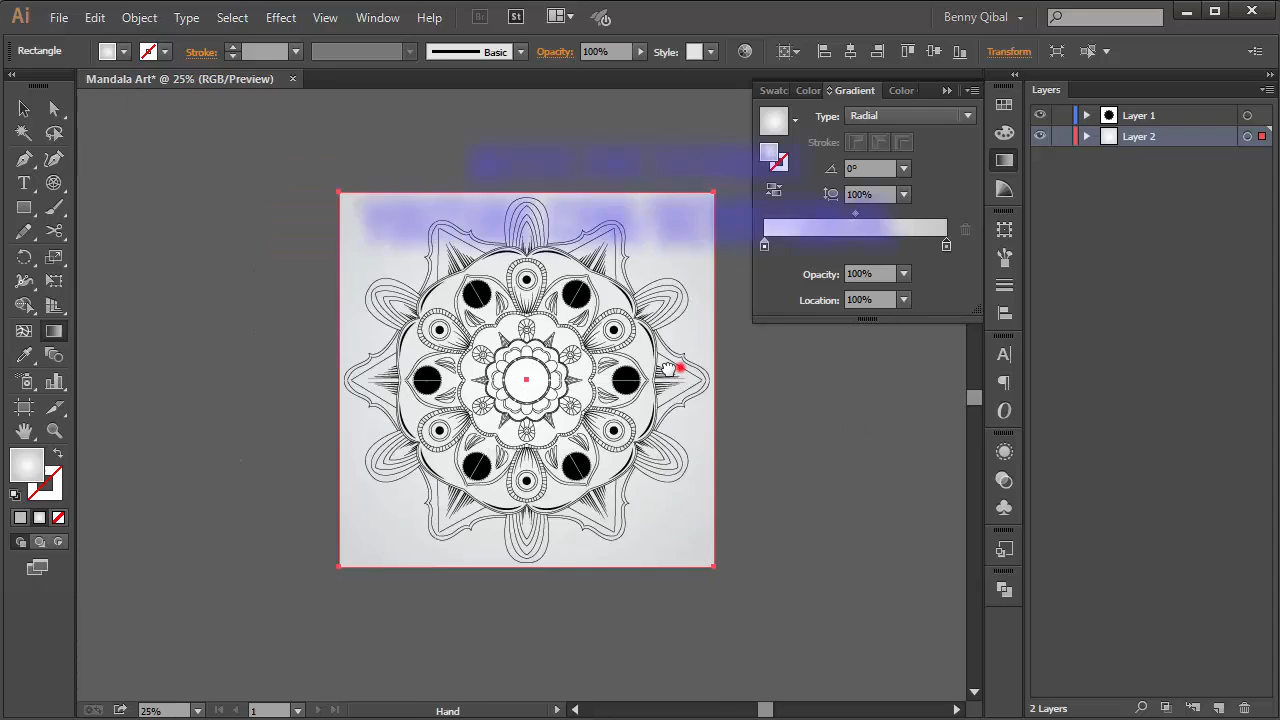 Ai File Edit Object Type Select Effect View Window Help Br St Benny Qibal
Rectangle Stroke: Basic Opacity: 100% Style: Transform
Mandala Art* @ 25% (RGB/Preview)
Swatc Color Gradient Color
Type: Radial
Stroke:
0°
100%
Opacity: 100%
Location: 100%
Layers
Layer 1
Layer 2
25% 1 Hand
2 Layers